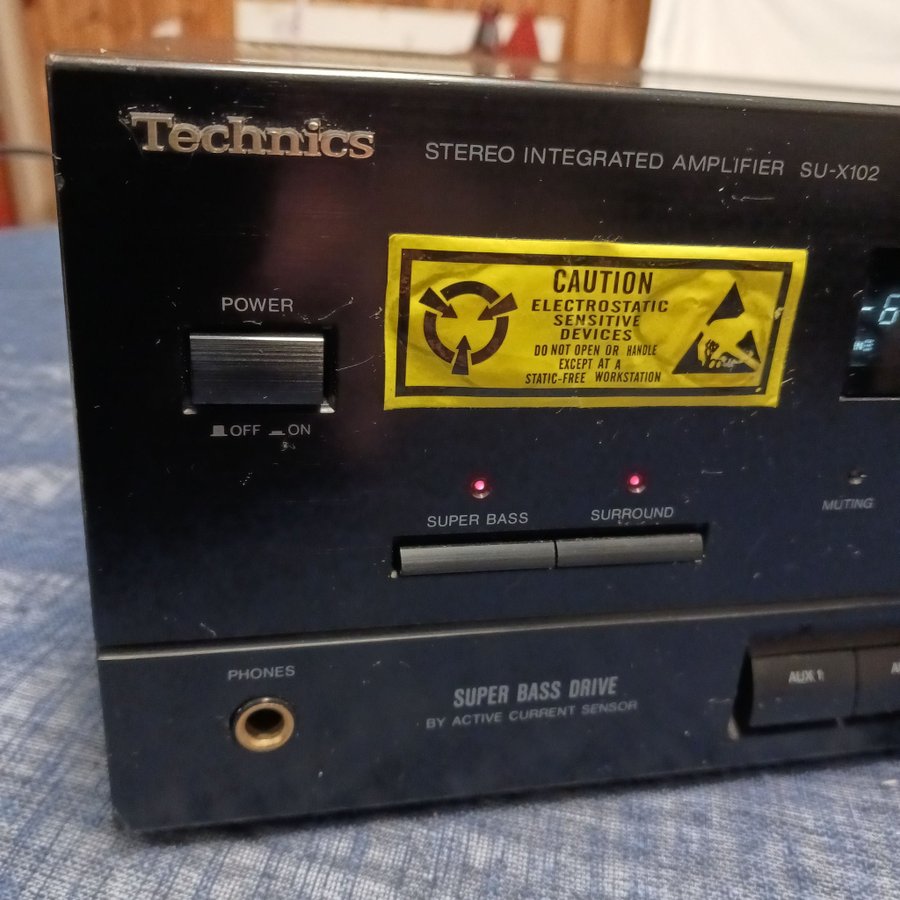 Technics
STEREO INTEGRATED AMPLIFIER SU-X102
CAUTION
ELECTROSTATIC
SENSITIVE
DEVICES
DO NOT OPEN OR HANDLE
EXCEPT AT A
STATIC-FREE WORKSTATION
POWER
OFF ON
-6
SUPER BASS
SURROUND
MUTING
PHONES
SUPER BASS DRIVE
BY ACTIVE CURRENT SENSOR
AUX 1